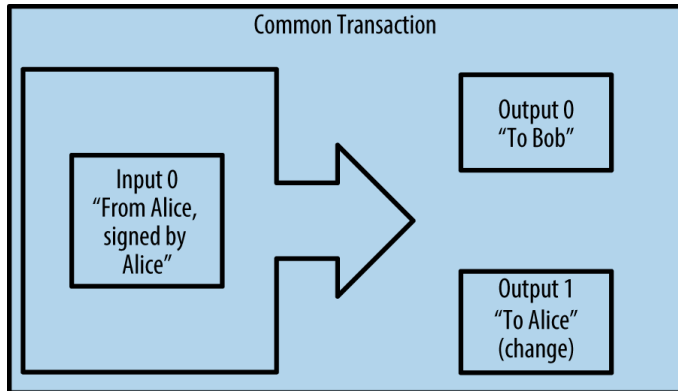 Common Transaction
Input 0
“From Alice,
signed by
Alice”
Output 0
“To Bob”
Output 1
“To Alice”
(change)